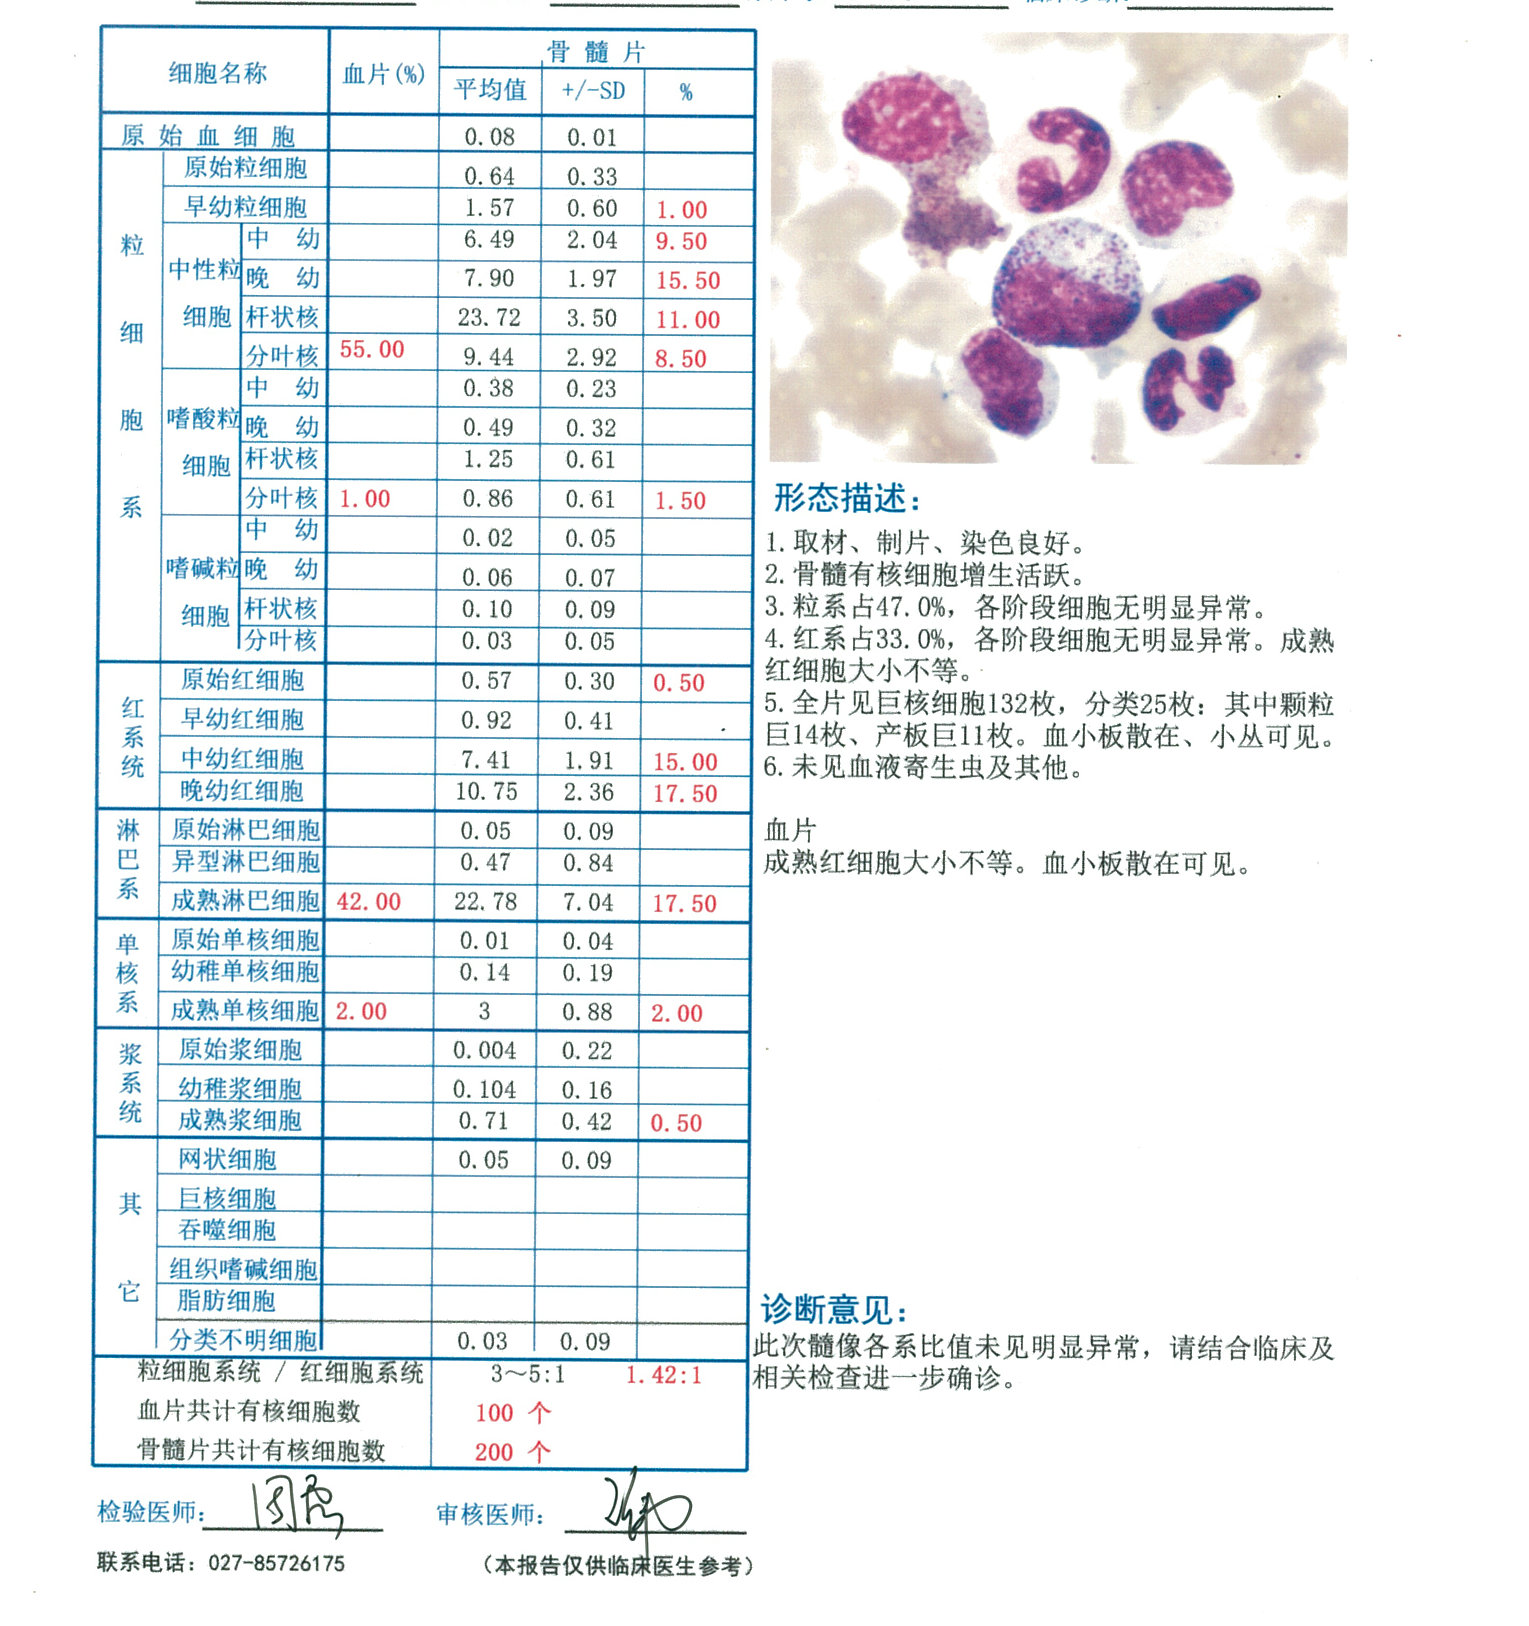 细胞名称 血片(%) 骨髓片
平均值 +/-SD %
原始血细胞 0.08 0.01
粒细胞系
原始粒细胞 0.64 0.33
早幼粒细胞 1.57 0.60 1.00
中性粒细胞
中幼 6.49 2.04 9.50
晚幼 7.90 1.97 15.50
杆状核 23.72 3.50 11.00
分叶核 55.00 9.44 2.92 8.50
嗜酸粒细胞
中幼 0.38 0.23
晚幼 0.49 0.32
杆状核 1.25 0.61
分叶核 1.00 0.86 0.61 1.50
嗜碱粒细胞
中幼 0.02 0.05
晚幼 0.06 0.07
杆状核 0.10 0.09
分叶核 0.03 0.05
红系统
原始红细胞 0.57 0.30 0.50
早幼红细胞 0.92 0.41
中幼红细胞 7.41 1.91 15.00
晚幼红细胞 10.75 2.36 17.50
淋巴系
原始淋巴细胞 0.05 0.09
异型淋巴细胞 0.47 0.84
成熟淋巴细胞 42.00 22.78 7.04 17.50
单核系
原始单核细胞 0.01 0.04
幼稚单核细胞 0.14 0.19
成熟单核细胞 2.00 3 0.88 2.00
浆系统
原始浆细胞 0.004 0.22
幼稚浆细胞 0.104 0.16
成熟浆细胞 0.71 0.42 0.50
其它
网状细胞 0.05 0.09
巨核细胞
吞噬细胞
组织嗜碱细胞
脂肪细胞
分类不明细胞 0.03 0.09
粒细胞系统 / 红细胞系统 3～5:1 1.42:1
血片共计有核细胞数 100 个
骨髓片共计有核细胞数 200 个
形态描述：
1.取材、制片、染色良好。
2.骨髓有核细胞增生活跃。
3.粒系占47.0%，各阶段细胞无明显异常。
4.红系占33.0%，各阶段细胞无明显异常。成熟
红细胞大小不等。
5.全片见巨核细胞132枚，分类25枚：其中颗粒
巨14枚、产板巨11枚。血小板散在、小丛可见。
6.未见血液寄生虫及其他。
血片
成熟红细胞大小不等。血小板散在可见。
诊断意见：
此次髓像各系比值未见明显异常，请结合临床及
相关检查进一步确诊。
检验医师： 审核医师：
联系电话：027-85726175 （本报告仅供临床医生参考）